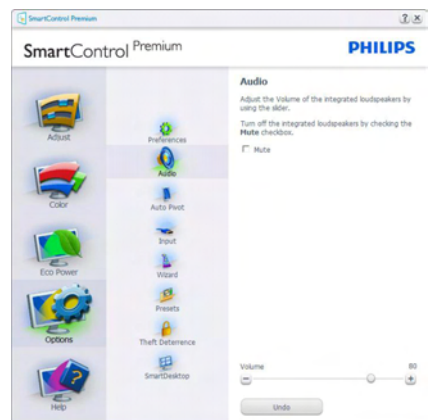 SmartControl Premium
SmartControl Premium
PHILIPS
Adjust
Color
Eco Power
Options
Help
Preferences
Audio
Auto Pivot
Input
Wizard
Presets
Theft Deterrence
SmartDesktop
Audio
Adjust the Volume of the integrated loudspeakers by
using the slider.
Turn off the integrated loudspeakers by checking the
Mute checkbox.
Mute
Volume 80
Undo